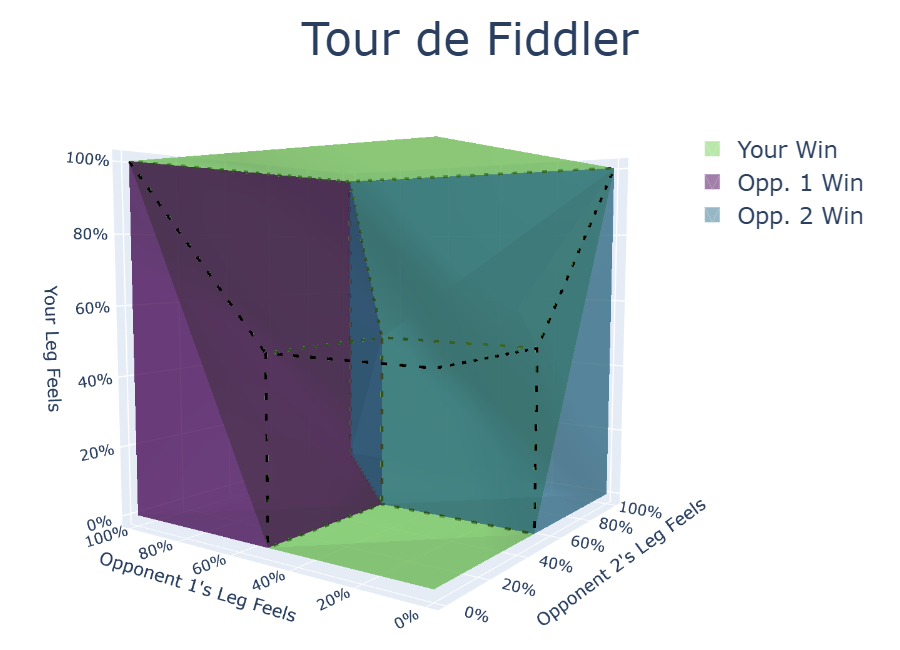 Tour de Fiddler
Your Win
Opp. 1 Win
Opp. 2 Win
100%
80%
60%
40%
20%
0%
Your Leg Feels
100%
80%
60%
40%
20%
0%
Opponent 1's Leg Feels
0%
20%
40%
60%
80%
100%
Opponent 2's Leg Feels